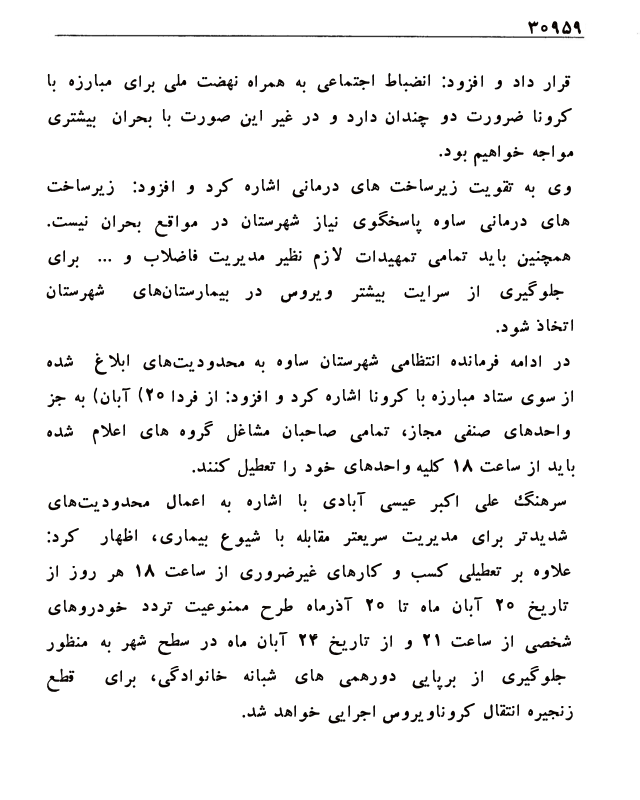 ۳۰۹۵۹
قرار داد و افزود: انضباط اجتماعی به همراه نهضت ملی برای مبارزه با
کرونا ضرورت دو چندان دارد و در غیر این صورت با بحران بیشتری
مواجه خواهیم بود.
وی به تقویت زیرساخت های درمانی اشاره کرد و افزود: زیرساخت
های درمانی ساوه پاسخگوی نیاز شهرستان در مواقع بحران نیست.
همچنین باید تمامی تمهیدات لازم نظیر مدیریت فاضلاب و ... برای
جلوگیری از سرایت بیشتر ویروس در بیمارستان‌های شهرستان
اتخاذ شود.
در ادامه فرمانده انتظامی شهرستان ساوه به محدودیت‌های ابلاغ شده
از سوی ستاد مبارزه با کرونا اشاره کرد و افزود: از فردا ۲۰) آبان) به جز
واحدهای صنفی مجاز، تمامی صاحبان مشاغل گروه های اعلام شده
باید از ساعت ۱۸ کلیه واحدهای خود را تعطیل کنند.
سرهنگ علی اکبر عیسی آبادی با اشاره به اعمال محدودیت‌های
شدیدتر برای مدیریت سریعتر مقابله با شیوع بیماری، اظهار کرد:
علاوه بر تعطیلی کسب و کارهای غیرضروری از ساعت ۱۸ هر روز از
تاریخ ۲۰ آبان ماه تا ۲۰ آذرماه طرح ممنوعیت تردد خودروهای
شخصی از ساعت ۲۱ و از تاریخ ۲۴ آبان ماه در سطح شهر به منظور
جلوگیری از برپایی دورهمی های شبانه خانوادگی، برای قطع
زنجیره انتقال کروناویروس اجرایی خواهد شد.